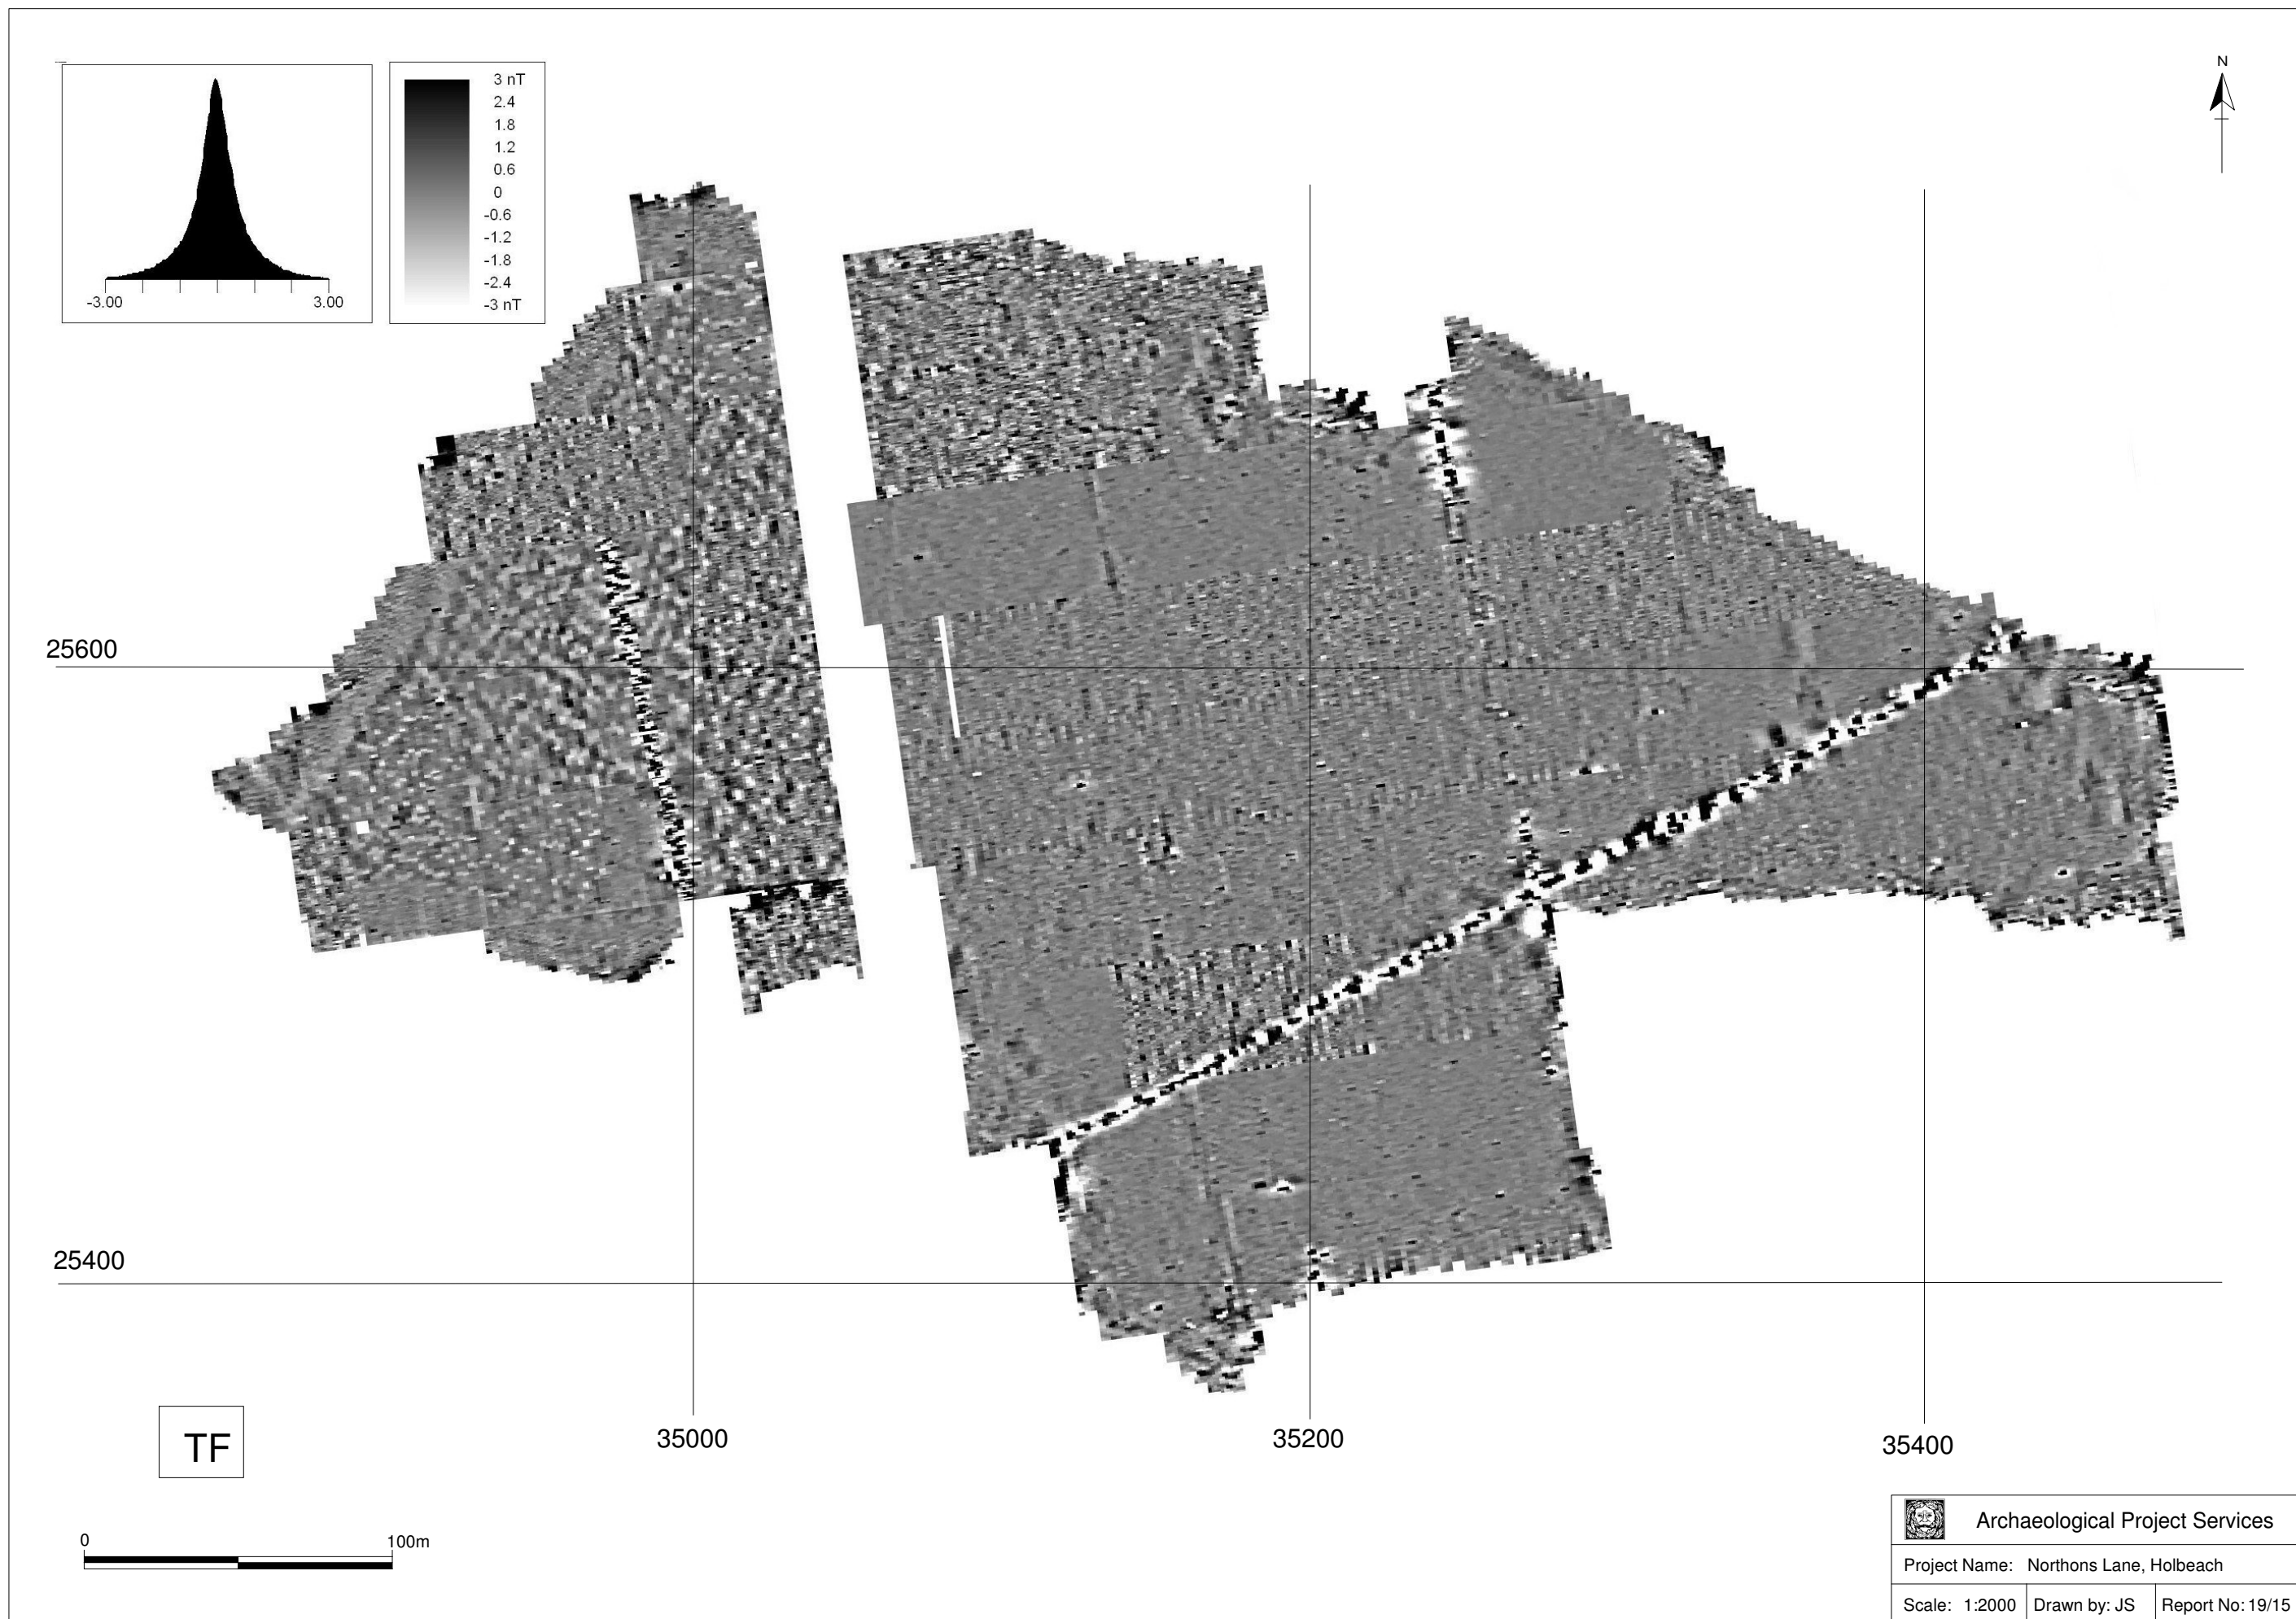 N
3 nT
2.4
1.8
1.2
0.6
0
-0.6
-1.2
-1.8
-2.4
-3 nT
-3.00 3.00
25600
25400
35000 35200 35400
TF
0 100m
Archaeological Project Services
Project Name: Northons Lane, Holbeach
Scale: 1:2000 Drawn by: JS Report No: 19/15